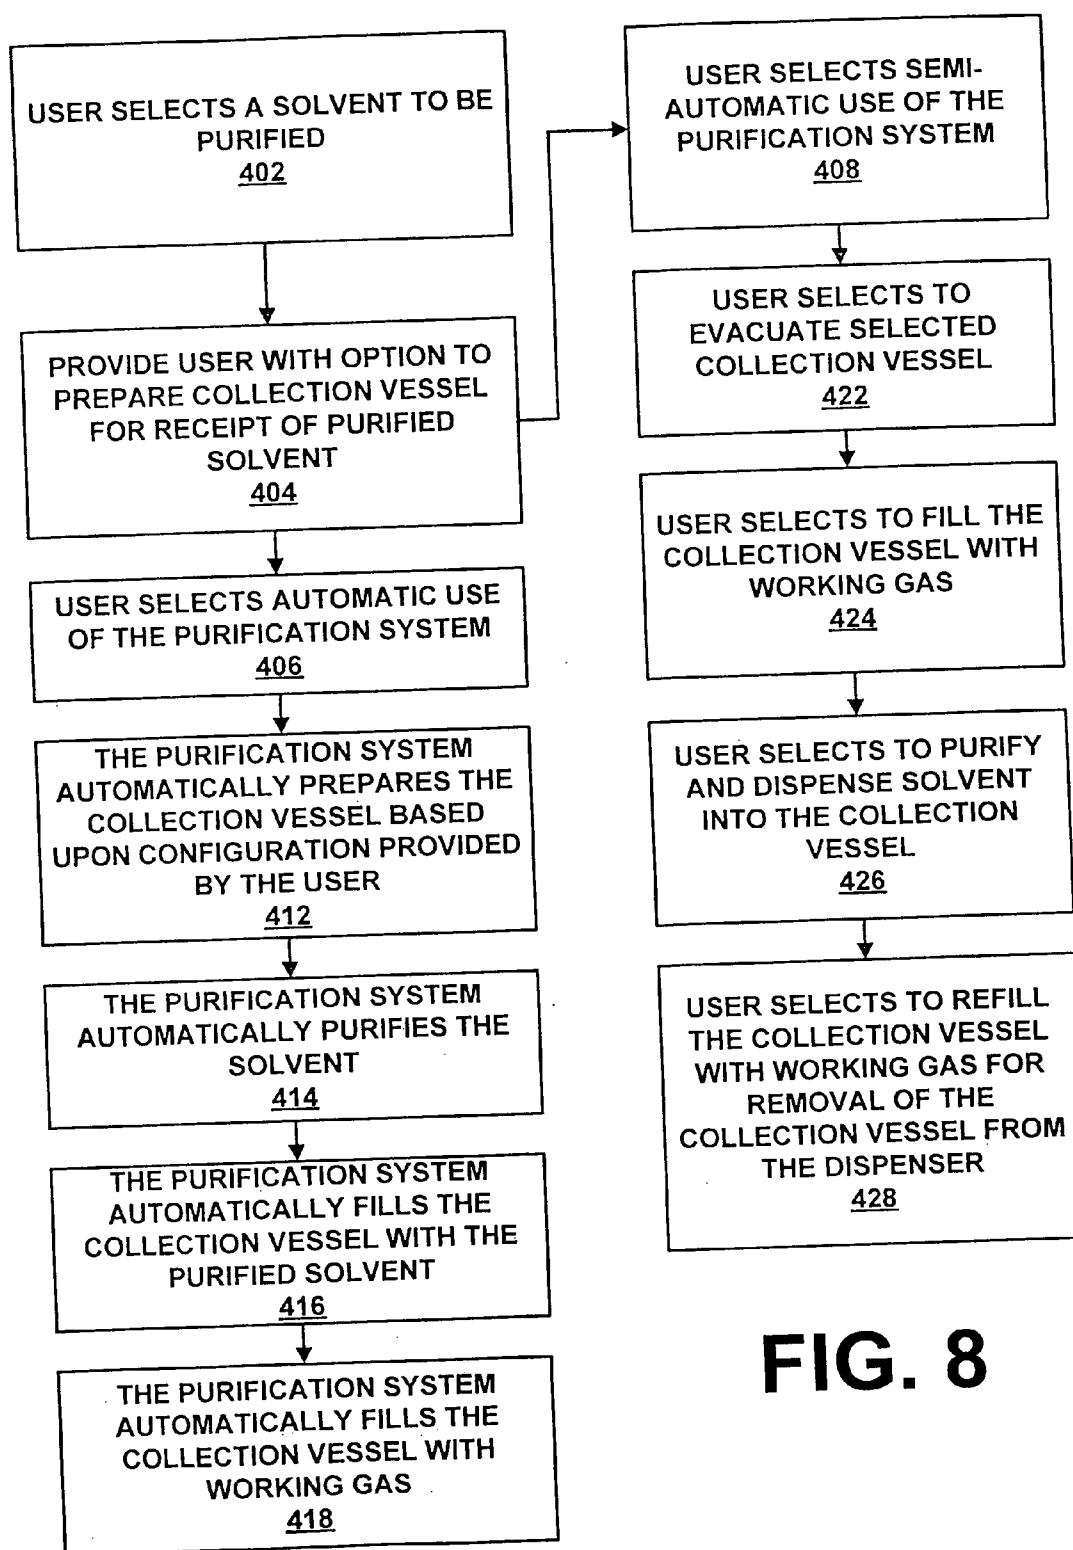 USER SELECTS A SOLVENT TO BE
PURIFIED
402
PROVIDE USER WITH OPTION TO
PREPARE COLLECTION VESSEL
FOR RECEIPT OF PURIFIED
SOLVENT
404
USER SELECTS AUTOMATIC USE
OF THE PURIFICATION SYSTEM
406
THE PURIFICATION SYSTEM
AUTOMATICALLY PREPARES THE
COLLECTION VESSEL BASED
UPON CONFIGURATION PROVIDED
BY THE USER
412
THE PURIFICATION SYSTEM
AUTOMATICALLY PURIFIES THE
SOLVENT
414
THE PURIFICATION SYSTEM
AUTOMATICALLY FILLS THE
COLLECTION VESSEL WITH THE
PURIFIED SOLVENT
416
THE PURIFICATION SYSTEM
AUTOMATICALLY FILLS THE
COLLECTION VESSEL WITH
WORKING GAS
418
USER SELECTS SEMI-
AUTOMATIC USE OF THE
PURIFICATION SYSTEM
408
USER SELECTS TO
EVACUATE SELECTED
COLLECTION VESSEL
422
USER SELECTS TO FILL THE
COLLECTION VESSEL WITH
WORKING GAS
424
USER SELECTS TO PURIFY
AND DISPENSE SOLVENT
INTO THE COLLECTION
VESSEL
426
USER SELECTS TO REFILL
THE COLLECTION VESSEL
WITH WORKING GAS FOR
REMOVAL OF THE
COLLECTION VESSEL FROM
THE DISPENSER
428
FIG. 8